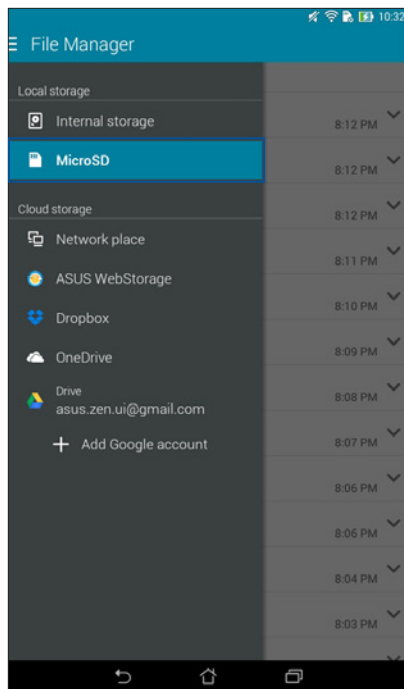 10:32
File Manager
Local storage
Internal storage
MicroSD
Cloud storage
Network place
ASUS WebStorage
Dropbox
OneDrive
Drive
asus.zen.ui@gmail.com
Add Google account
8:12 PM
8:12 PM
8:12 PM
8:11 PM
8:10 PM
8:09 PM
8:08 PM
8:07 PM
8:06 PM
8:06 PM
8:04 PM
8:03 PM